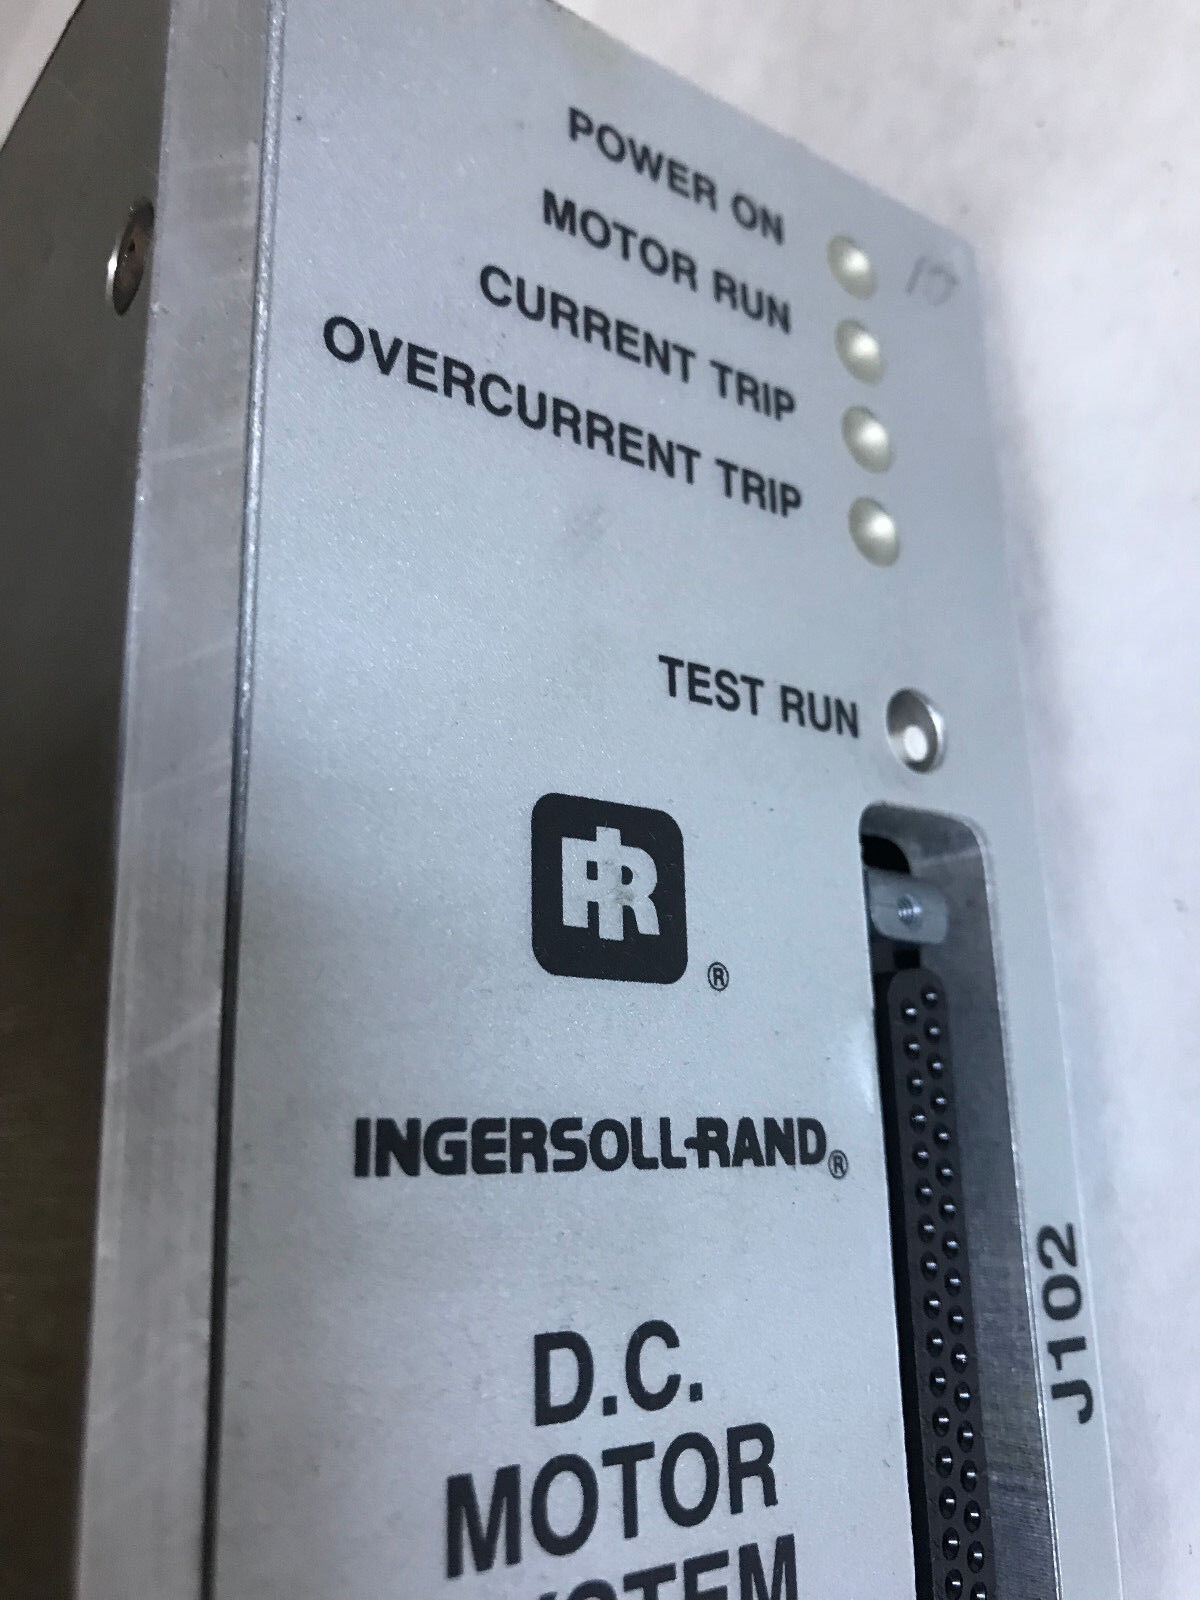 POWER ON
MOTOR RUN
CURRENT TRIP
OVERCURRENT TRIP
TEST RUN
IR
®
INGERSOLL-RAND®
J102
D.C.
MOTOR